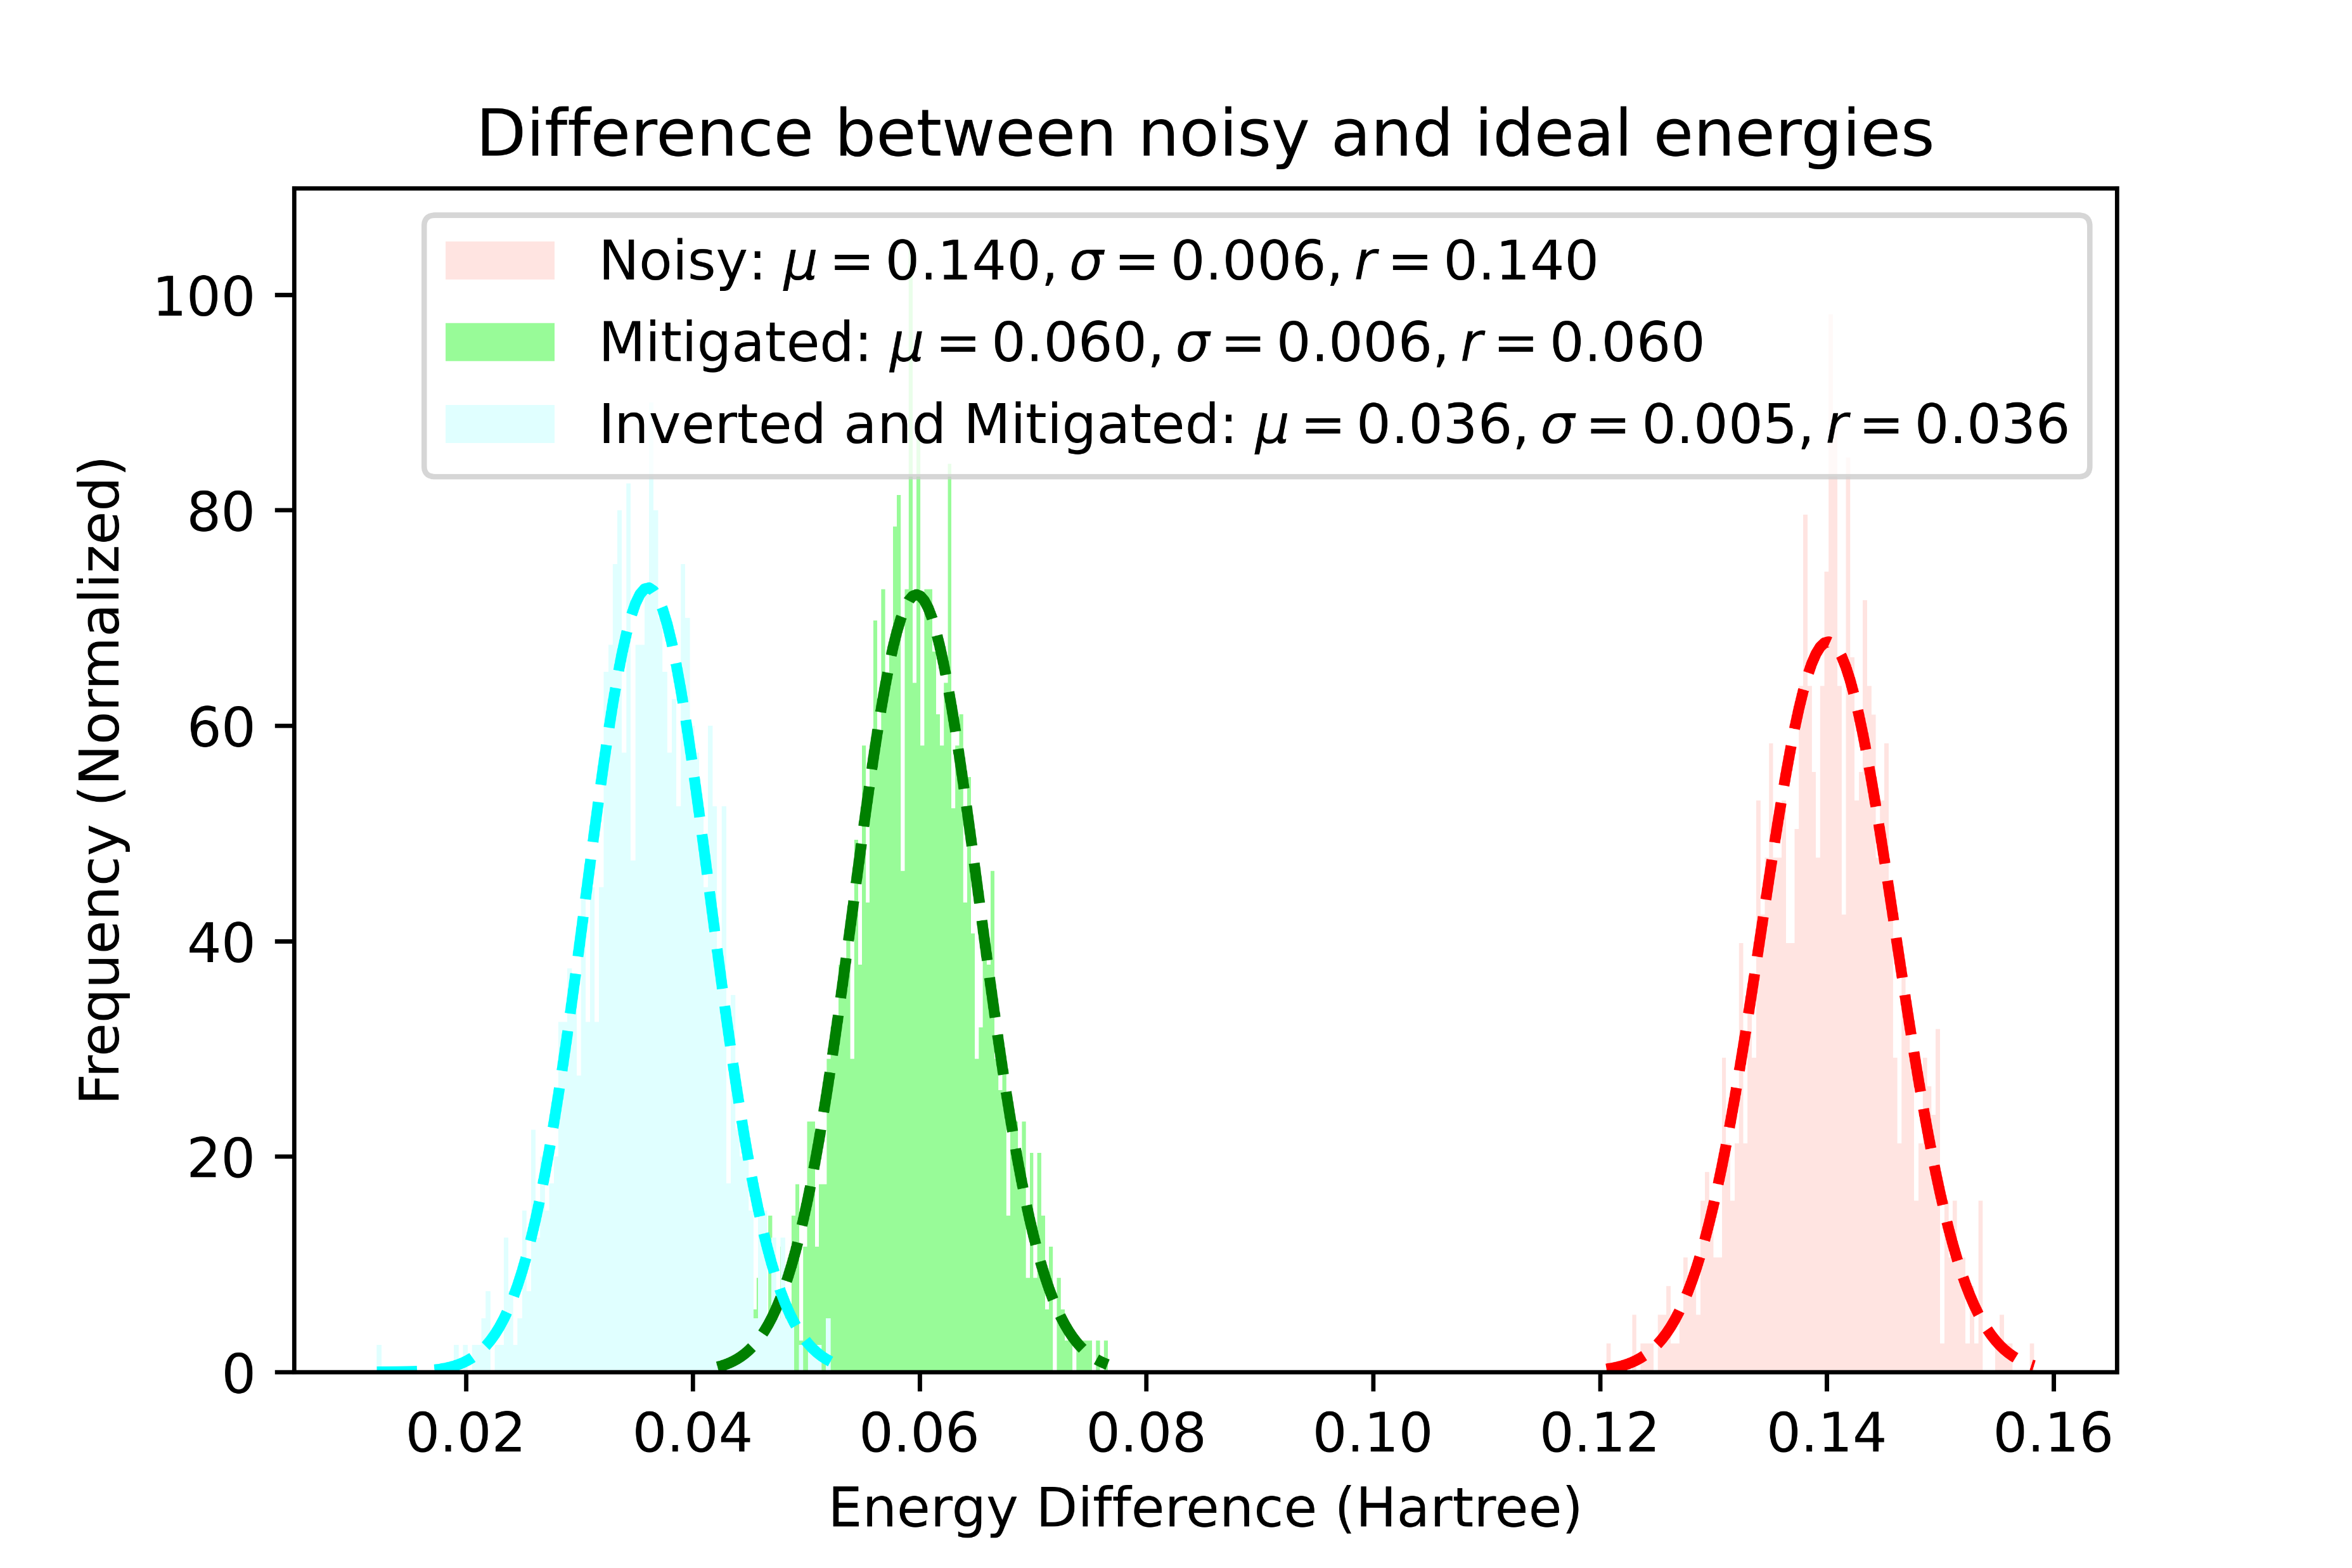 Difference between noisy and ideal energies
Noisy: μ = 0.140, σ = 0.006, r = 0.140
Mitigated: μ = 0.060, σ = 0.006, r = 0.060
Inverted and Mitigated: μ = 0.036, σ = 0.005, r = 0.036
Frequency (Normalized)
100
80
60
40
20
0
0.02 0.04 0.06 0.08 0.10 0.12 0.14 0.16
Energy Difference (Hartree)